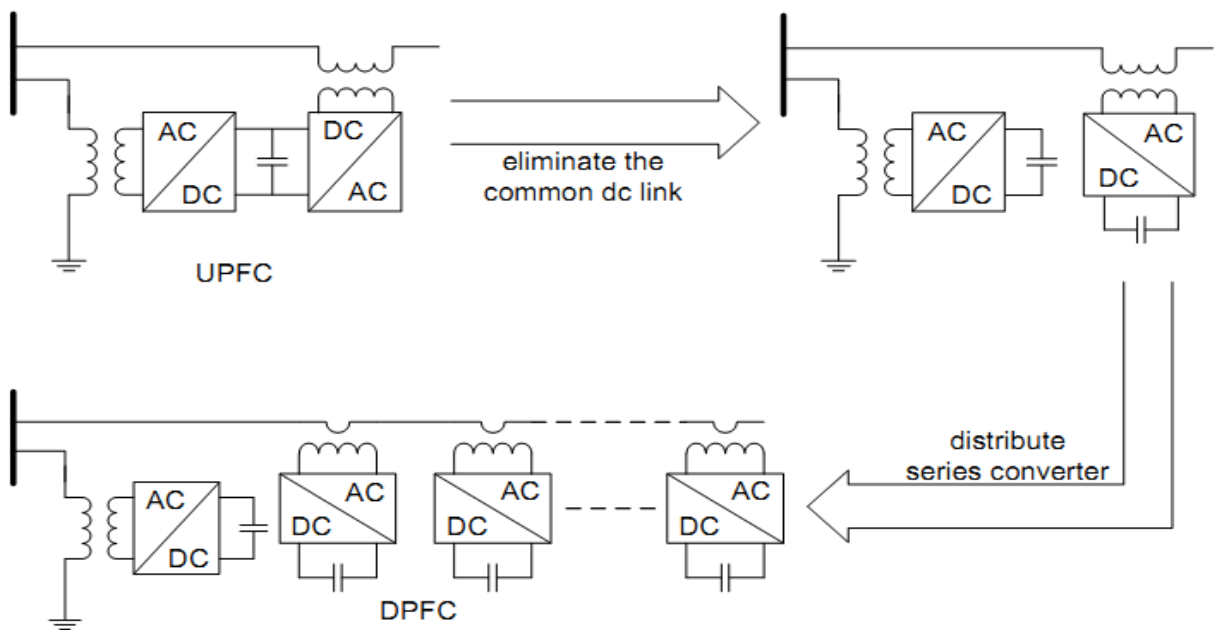 AC
DC
DC
AC
UPFC
eliminate the
common dc link
AC
DC
AC
DC
distribute
series converter
AC
DC
AC
DC
AC
DC
AC
DC
DPFC